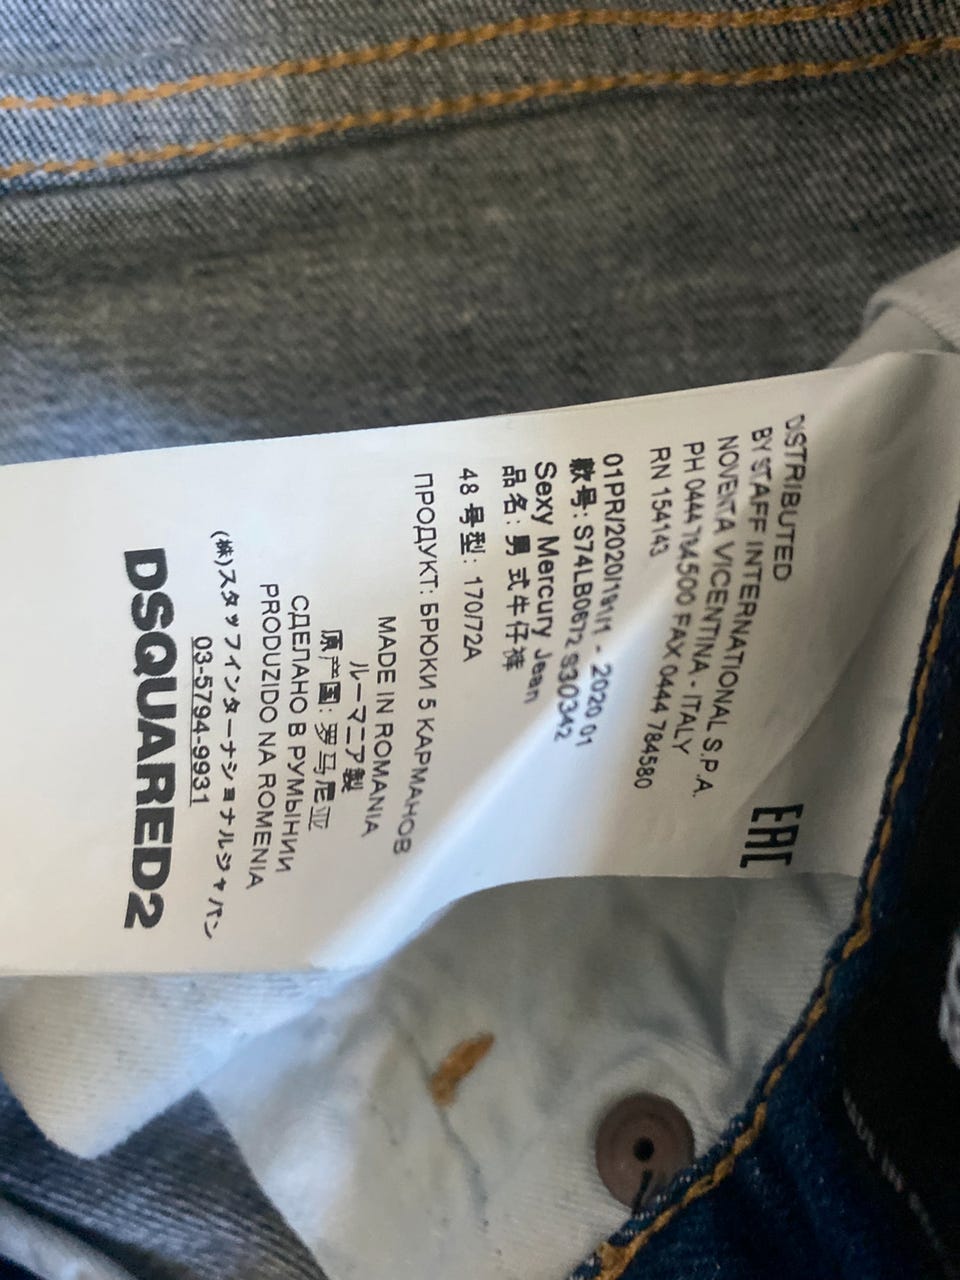 DISTRIBUTED
BY STAFF INTERNATIONAL S.P.A.
NOVENTA VICENTINA - ITALY
PH 0444 784500 FAX 0444 784580
RN 154143
EAC
01PR/2020/191/1 - 2020 01
款号: S74LB0672 S30342
Sexy Mercury Jean
品名: 男式牛仔裤
48 号型: 170/72A
ПРОДУКТ: БРЮКИ 5 КАРМАНОВ
MADE IN ROMANIA
ルーマニア製
原产国: 罗马尼亚
СДЕЛАНО В РУМЫНИИ
PRODUZIDO NA ROMENIA
(株)スタッフインターナショナルジャパン
03-5794-9931
DSQUARED2